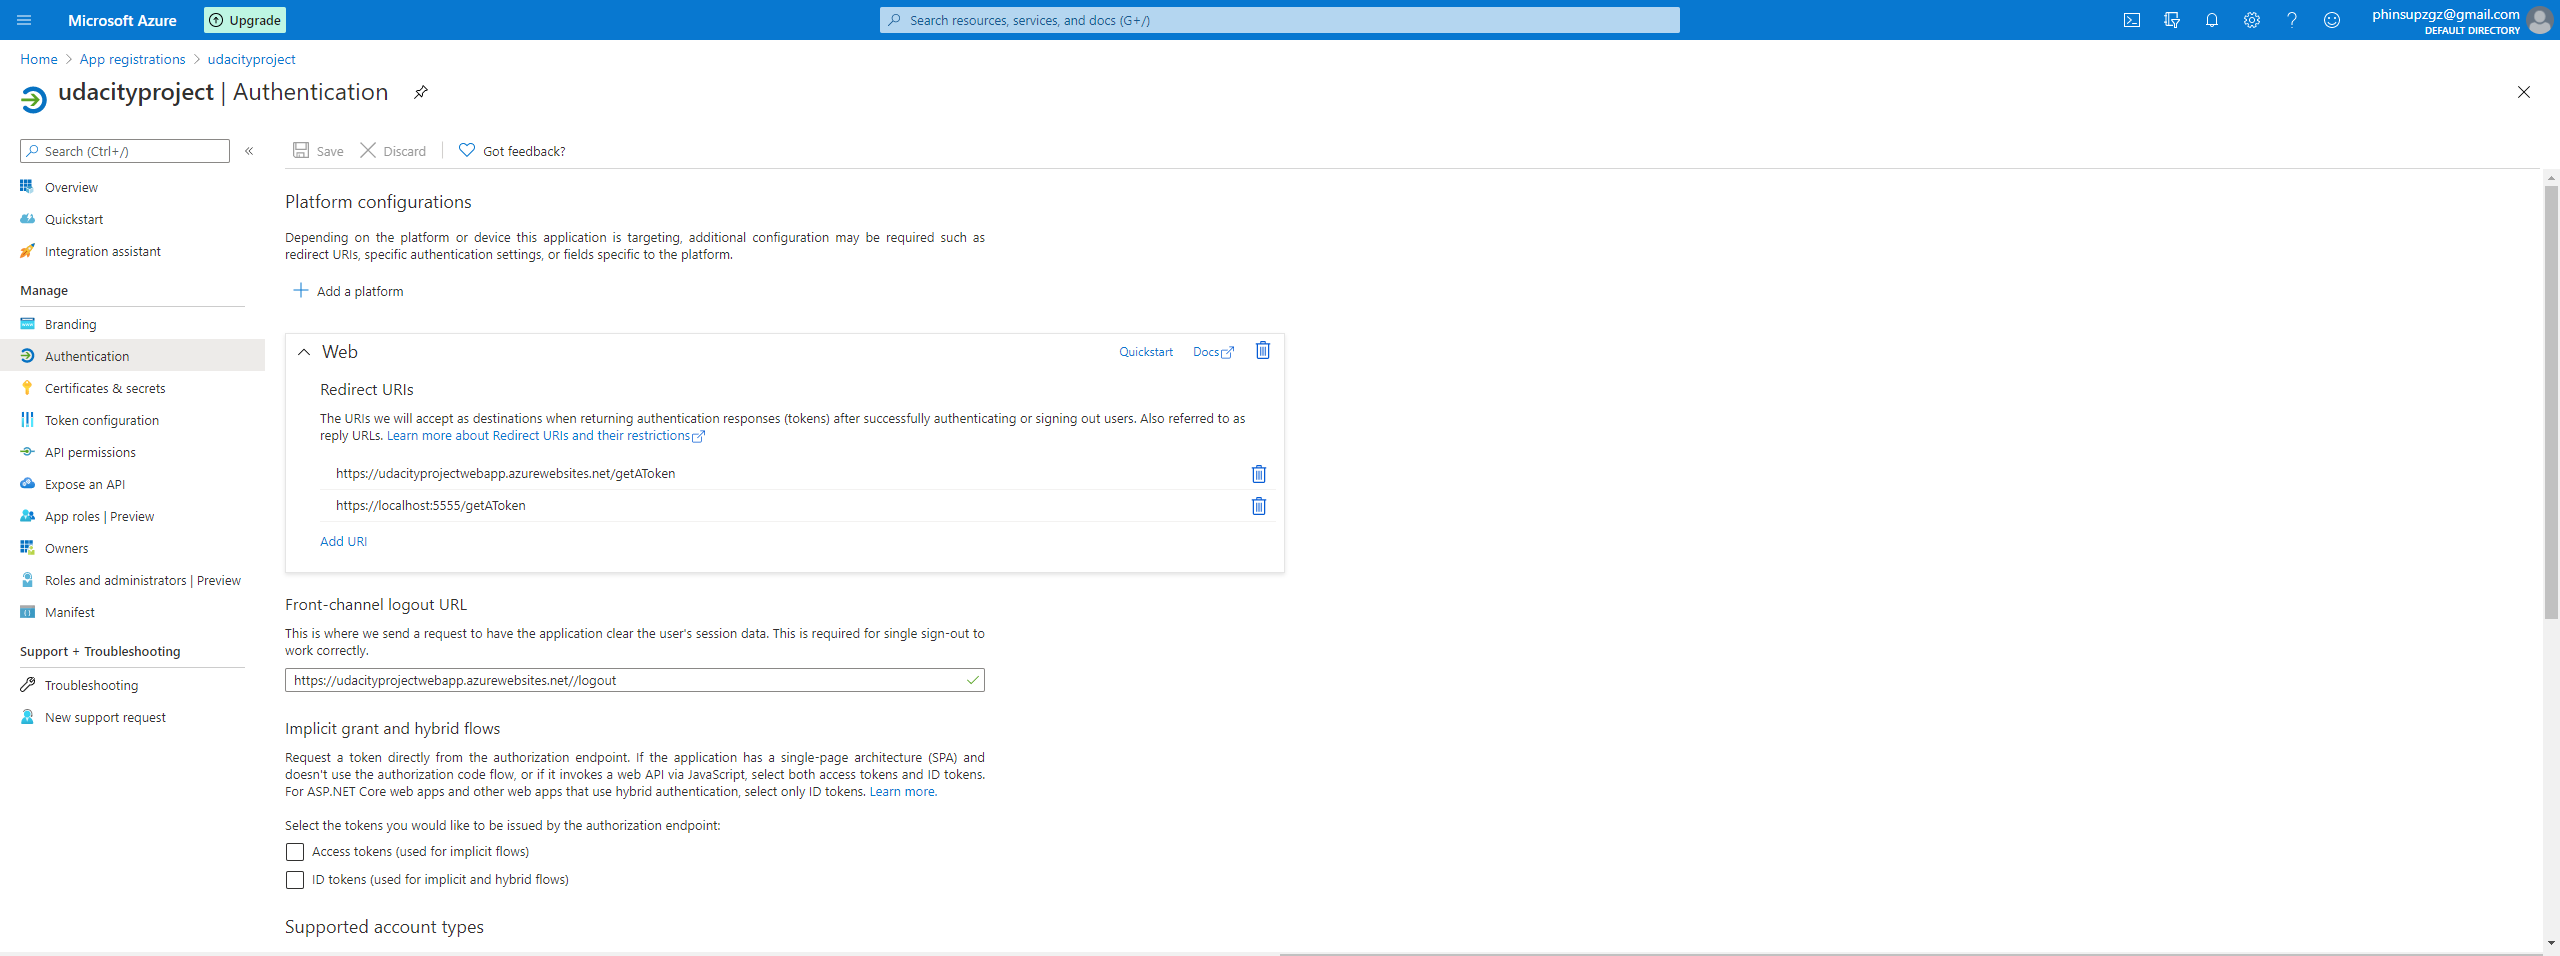 Microsoft Azure
Upgrade
Search resources, services, and docs (G+/)
phinsupzgz@gmail.com
DEFAULT DIRECTORY
Home > App registrations > udacityproject
udacityproject | Authentication
Search (Ctrl+/)
«
Overview
Quickstart
Integration assistant
Manage
Branding
Authentication
Certificates & secrets
Token configuration
API permissions
Expose an API
App roles | Preview
Owners
Roles and administrators | Preview
Manifest
Support + Troubleshooting
Troubleshooting
New support request
Save
Discard
Got feedback?
Platform configurations
Depending on the platform or device this application is targeting, additional configuration may be required such as
redirect URIs, specific authentication settings, or fields specific to the platform.
Add a platform
Web
Quickstart
Docs
Redirect URIs
The URIs we will accept as destinations when returning authentication responses (tokens) after successfully authenticating or signing out users. Also referred to as
reply URLs. Learn more about Redirect URIs and their restrictions
https://udacityprojectwebapp.azurewebsites.net/getAToken
https://localhost:5555/getAToken
Add URI
Front-channel logout URL
This is where we send a request to have the application clear the user's session data. This is required for single sign-out to
work correctly.
https://udacityprojectwebapp.azurewebsites.net//logout
Implicit grant and hybrid flows
Request a token directly from the authorization endpoint. If the application has a single-page architecture (SPA) and
doesn't use the authorization code flow, or if it invokes a web API via JavaScript, select both access tokens and ID tokens.
For ASP.NET Core web apps and other web apps that use hybrid authentication, select only ID tokens. Learn more.
Select the tokens you would like to be issued by the authorization endpoint:
Access tokens (used for implicit flows)
ID tokens (used for implicit and hybrid flows)
Supported account types